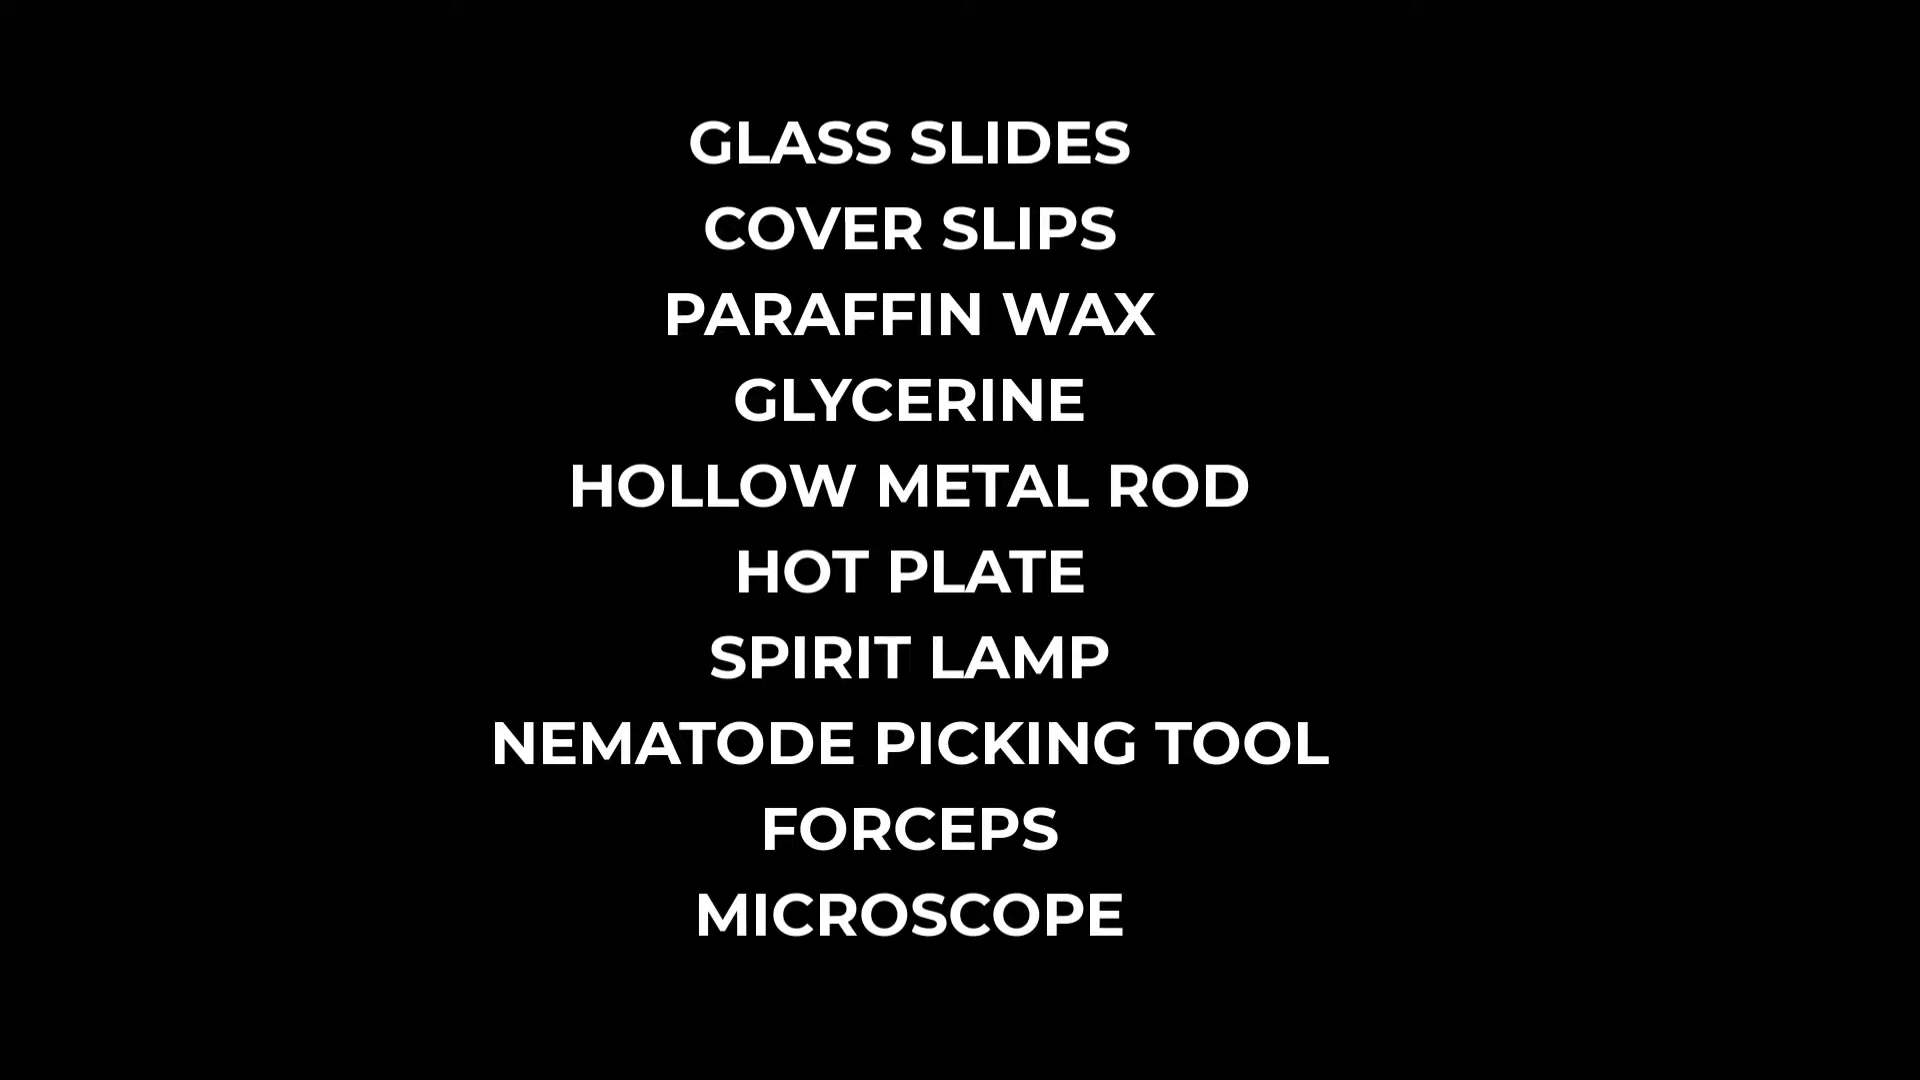 GLASS SLIDES
COVER SLIPS
PARAFFIN WAX
GLYCERINE
HOLLOW METAL ROD
HOT PLATE
SPIRIT LAMP
NEMATODE PICKING TOOL
FORCEPS
MICROSCOPE